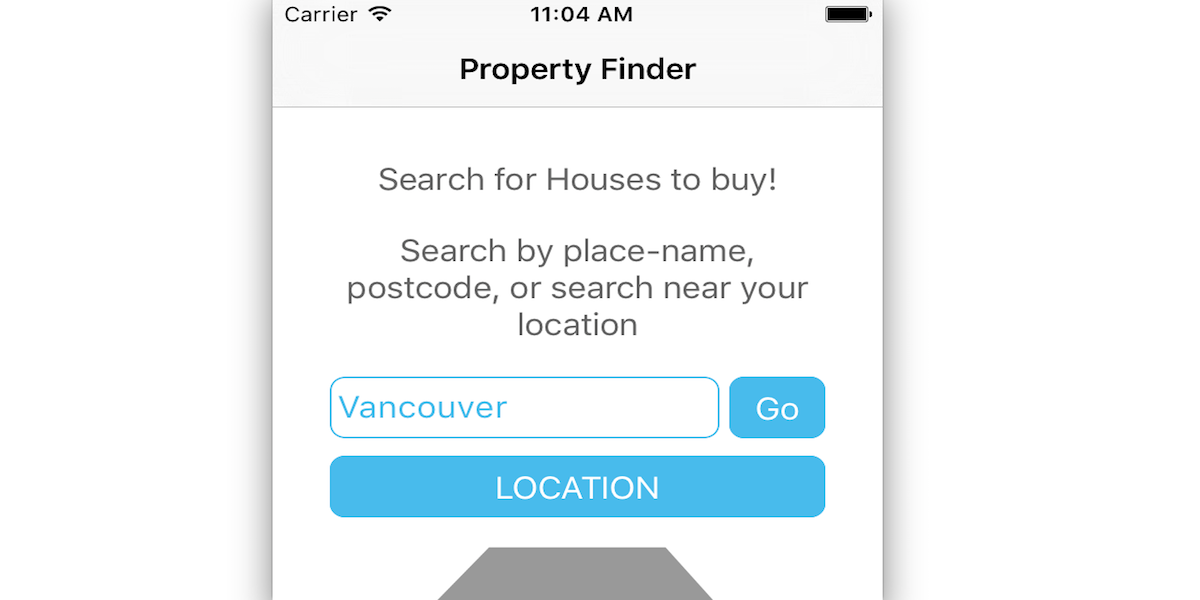 Carrier 11:04 AM
Property Finder
Search for Houses to buy!
Search by place-name,
postcode, or search near your
location
Vancouver Go
LOCATION